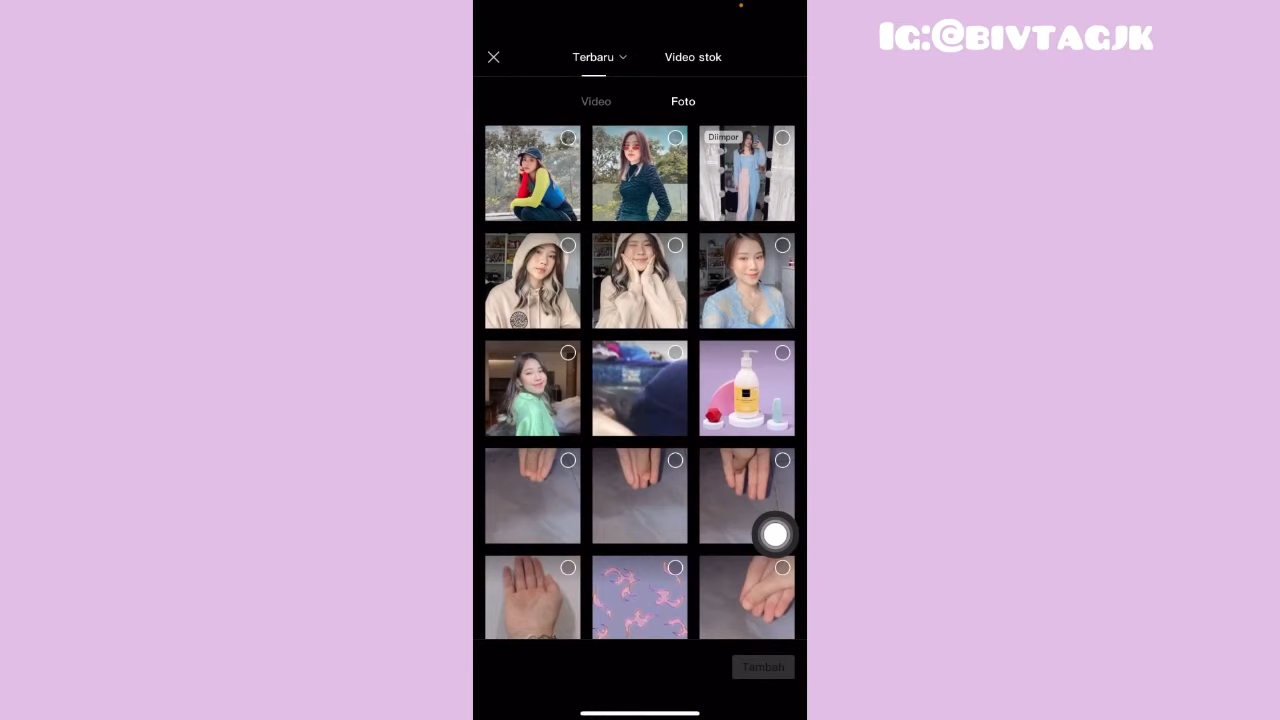 IG:@BIVTAGJK
Terbaru
Video stok
Video
Foto
Diimpor
Tambah